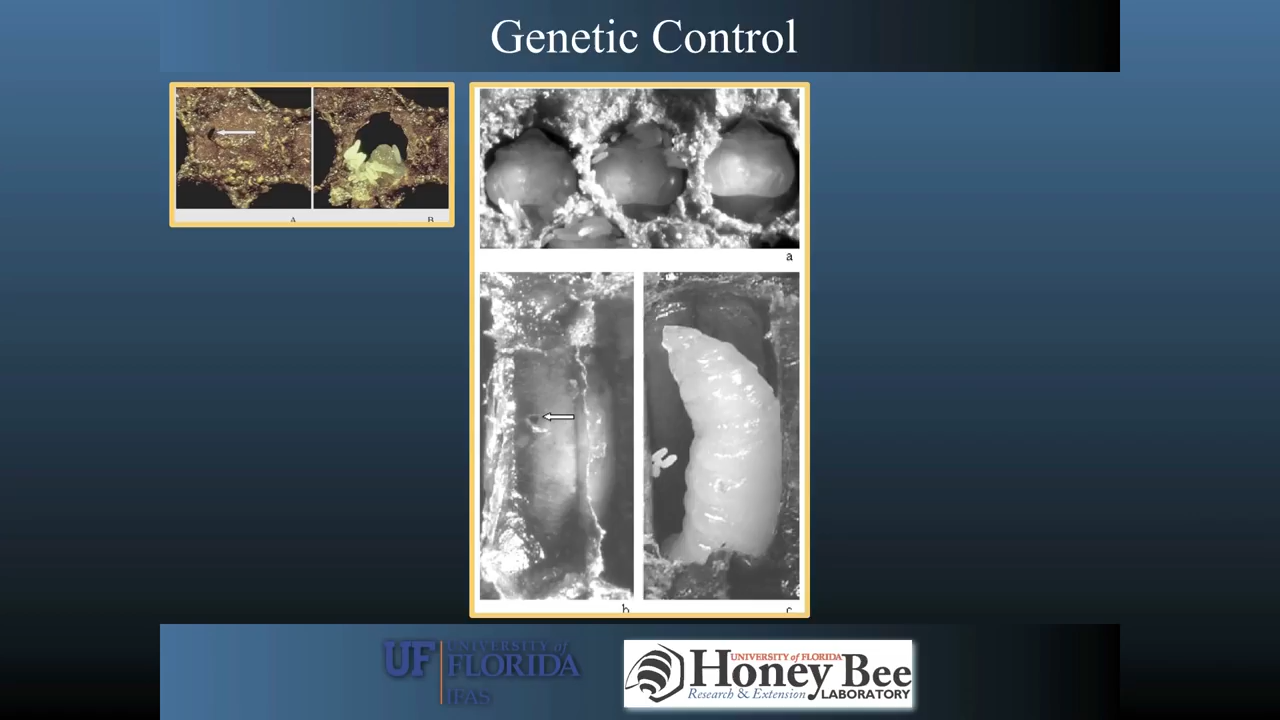 Genetic Control
A
B
a
b
c
UF
UNIVERSITY of
FLORIDA
IFAS
UNIVERSITY of FLORIDA
Honey Bee
Research & Extension LABORATORY